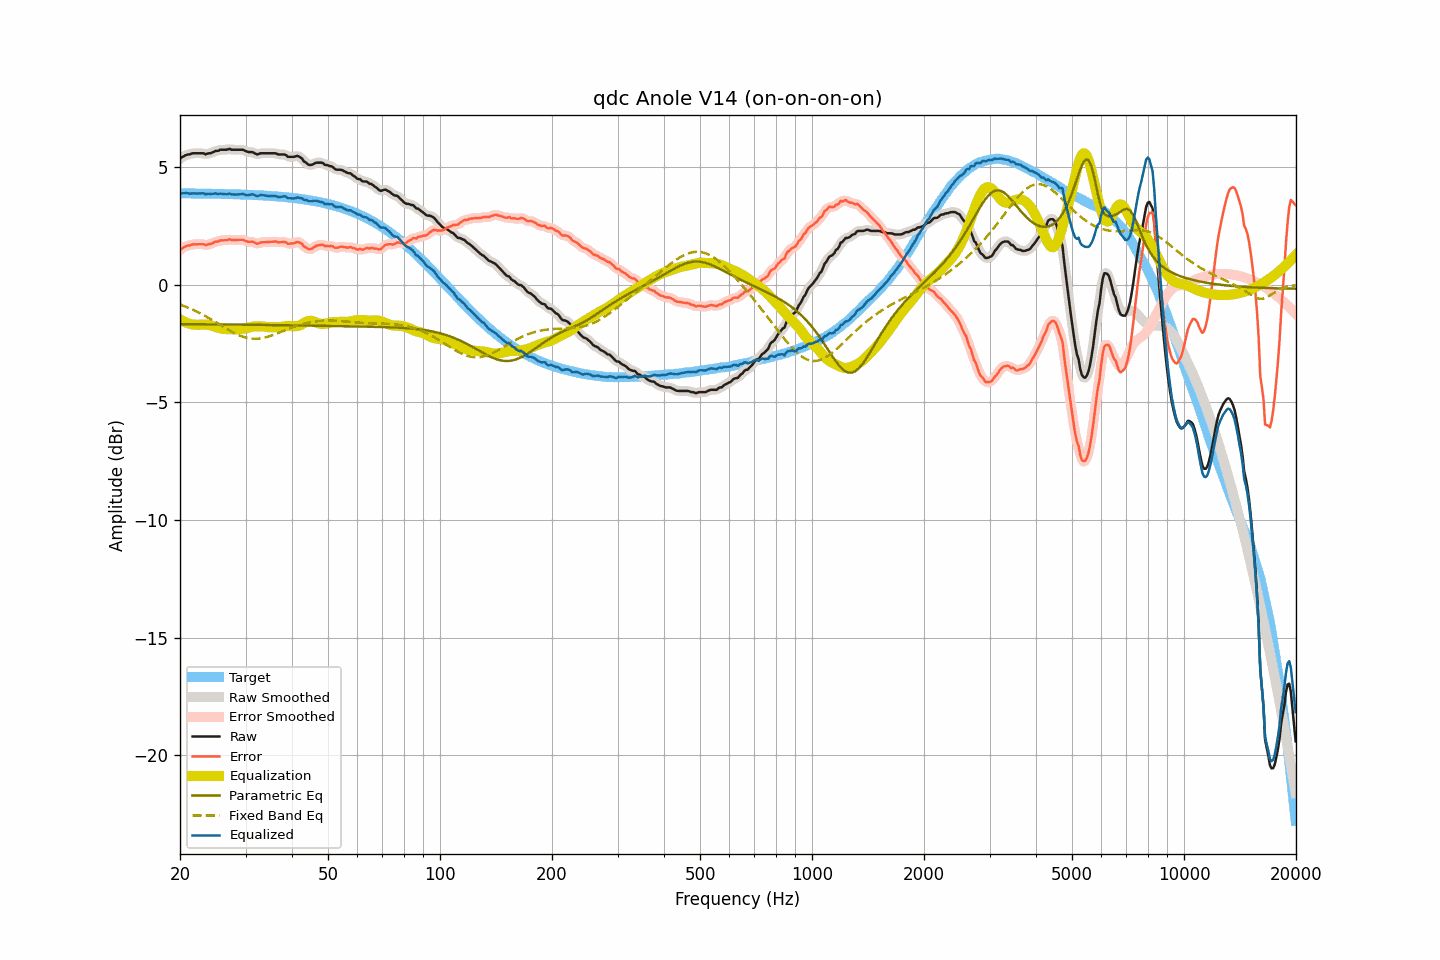 qdc Anole V14 (on-on-on-on)
5
0
−5
−10
−15
−20
Amplitude (dBr)
Target
Raw Smoothed
Error Smoothed
Raw
Error
Equalization
Parametric Eq
Fixed Band Eq
Equalized
20 50 100 200 500 1000 2000 5000 10000 20000
Frequency (Hz)